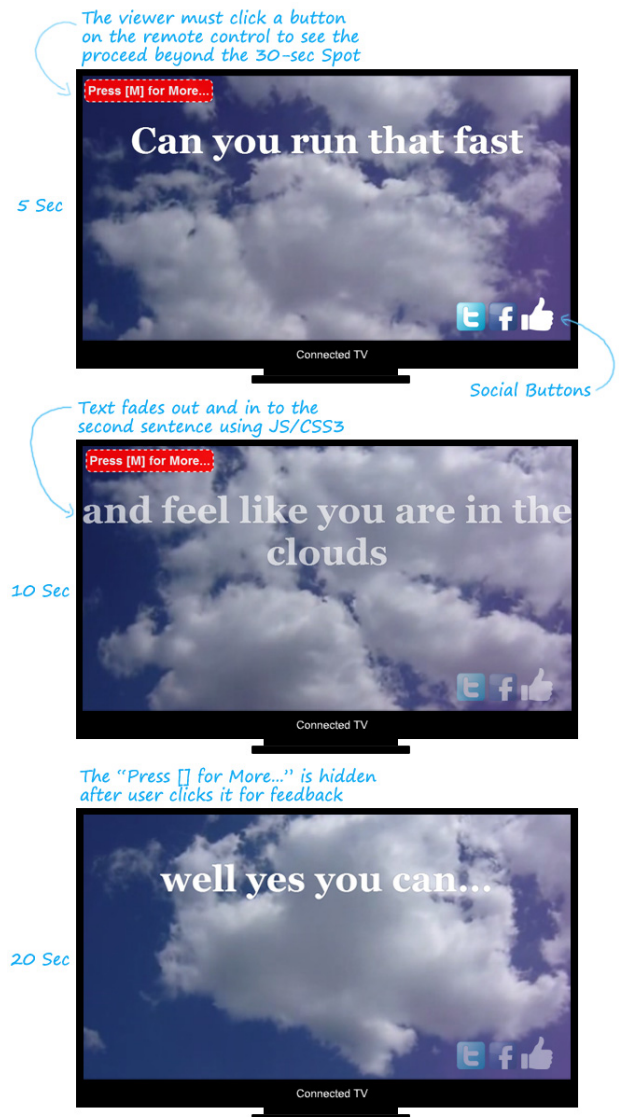 The viewer must click a button
on the remote control to see the
proceed beyond the 30-sec Spot
Press [M] for More...
Can you run that fast
5 Sec
Connected TV
Social Buttons
Text fades out and in to the
second sentence using JS/CSS3
Press [M] for More...
and feel like you are in the
clouds
10 Sec
Connected TV
The “Press [] for More...” is hidden
after user clicks it for feedback
well yes you can...
20 Sec
Connected TV